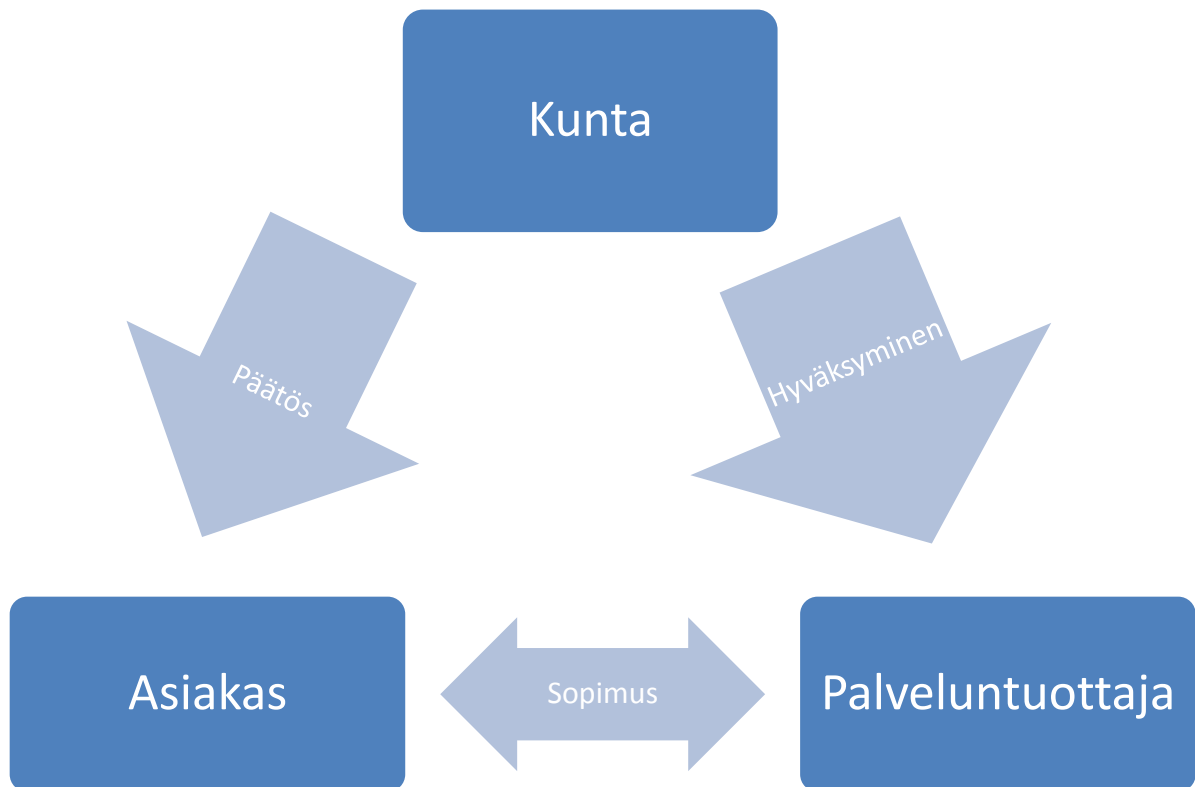 Kunta
Päätös
Hyväksyminen
Asiakas
Sopimus
Palveluntuottaja